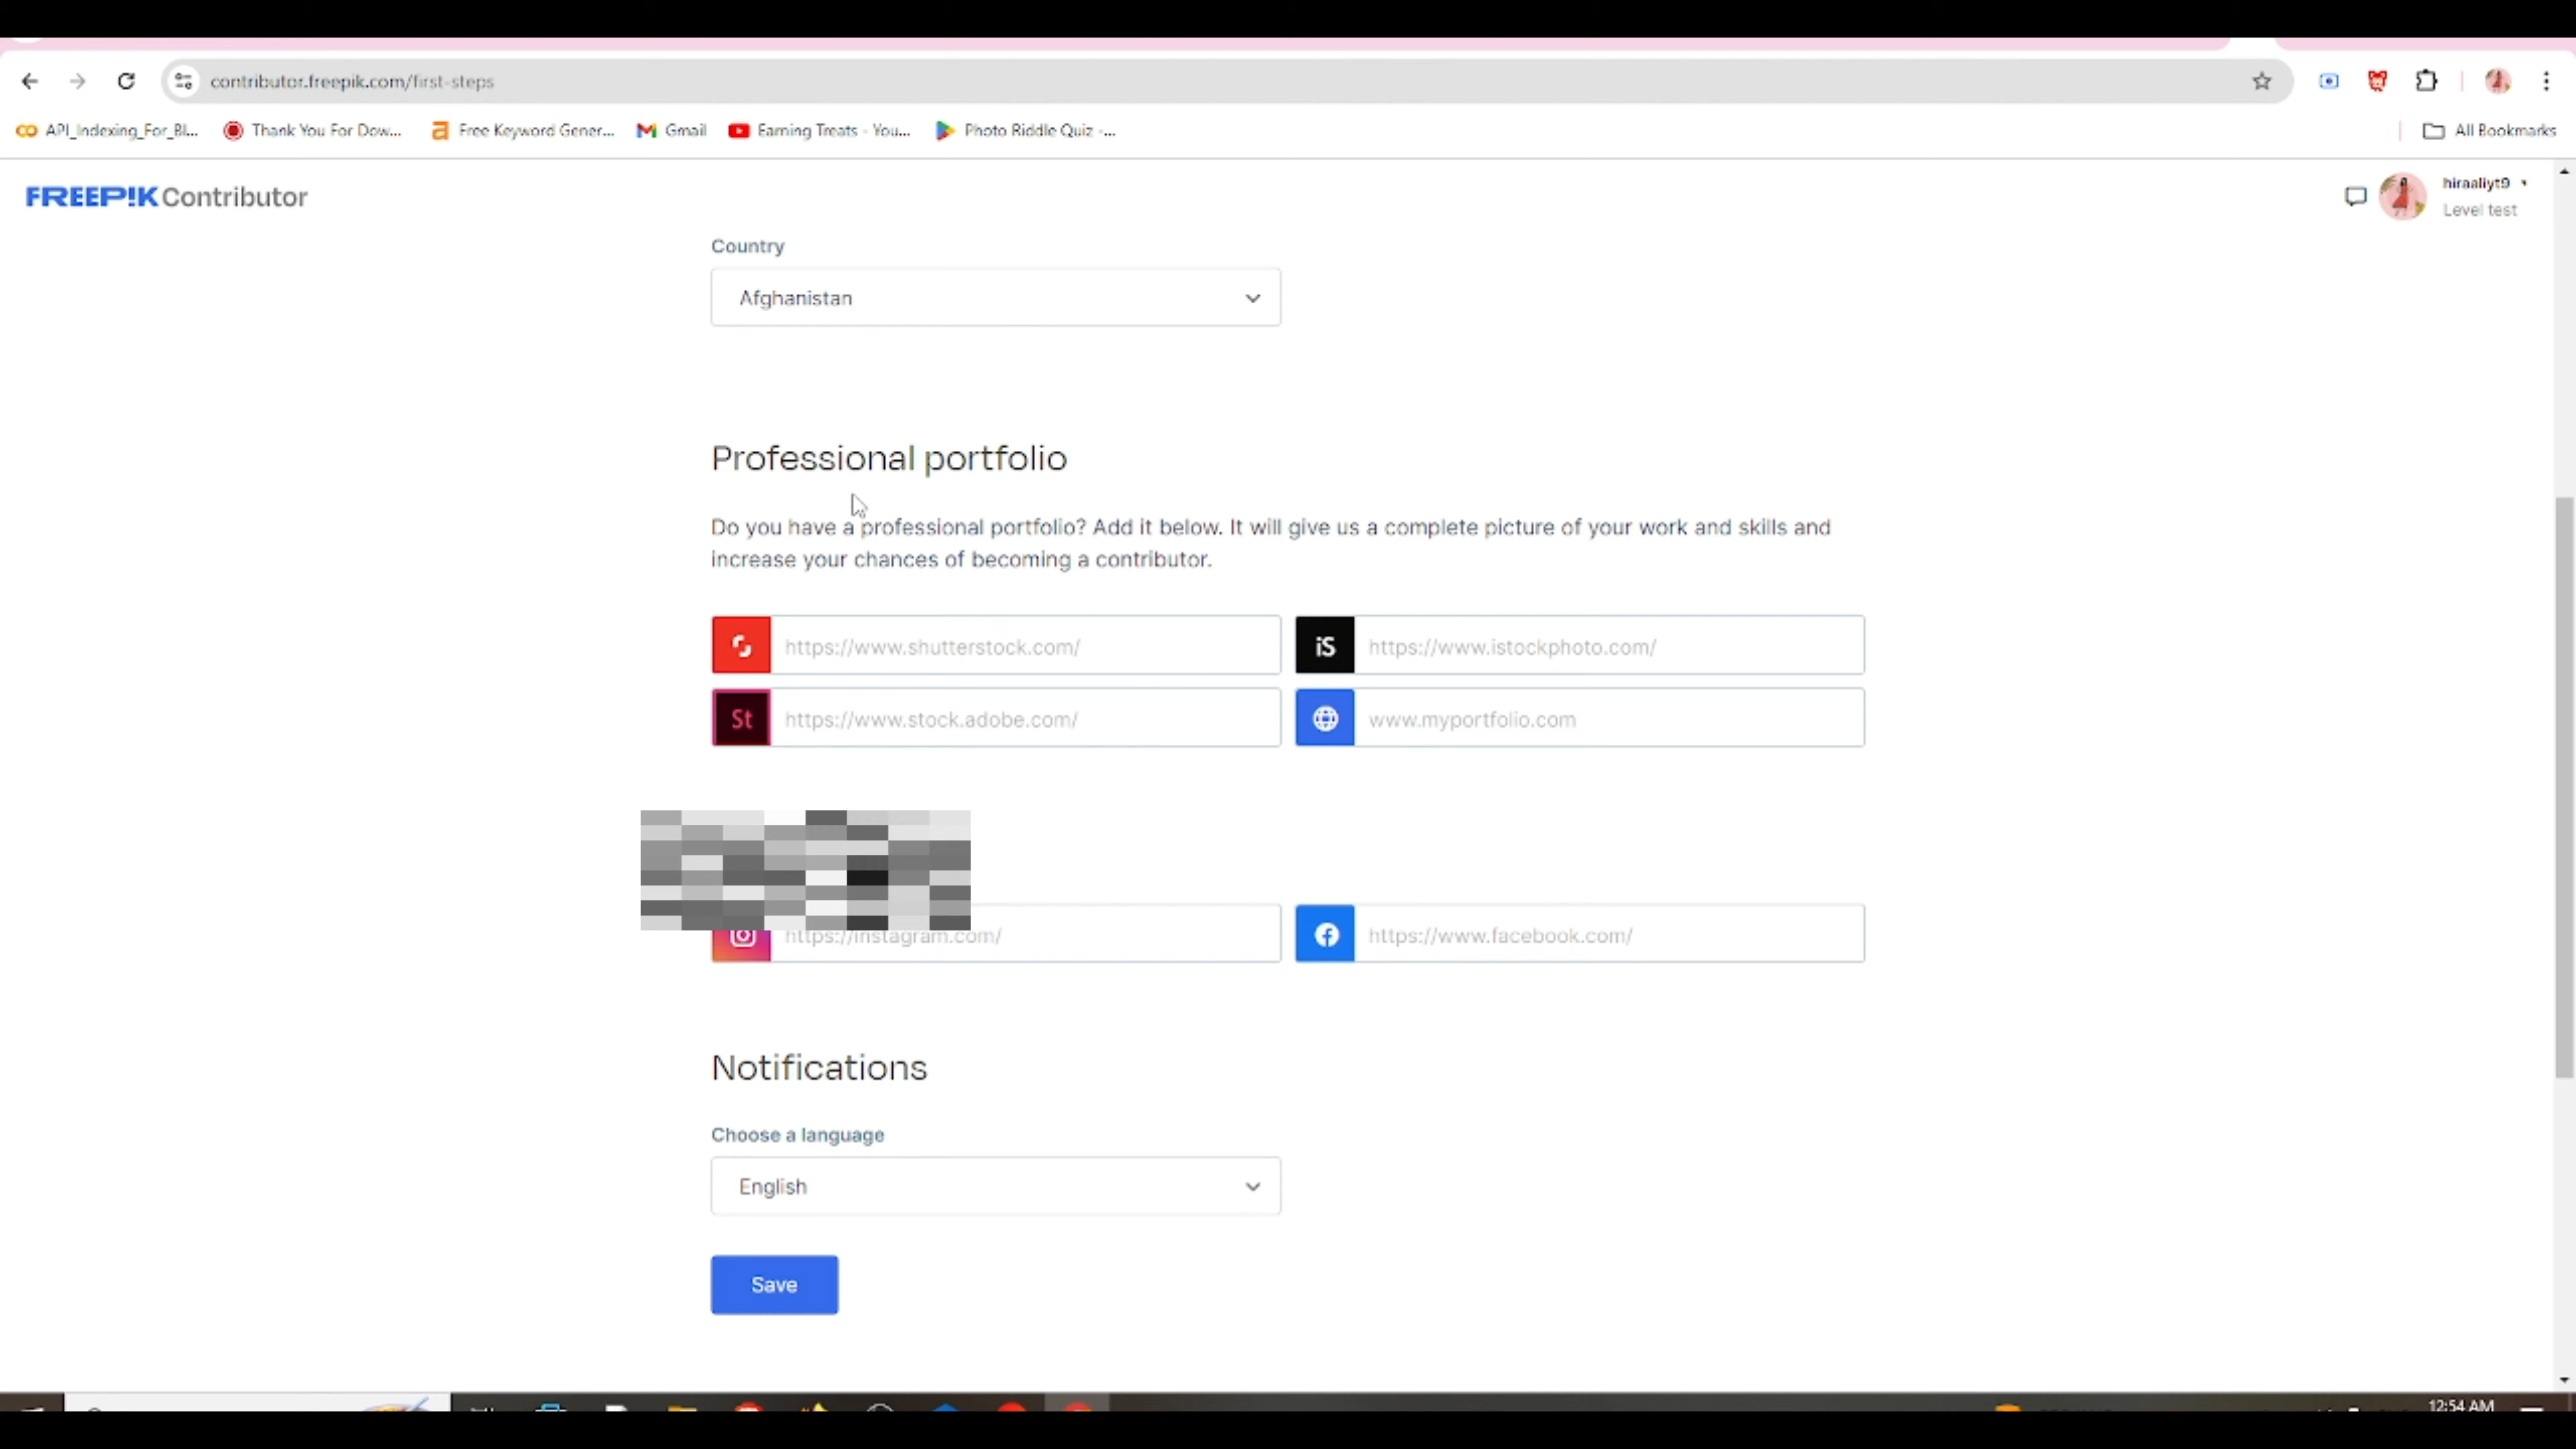 contributor.freepik.com/first-steps
API_Indexing_For_Bl... Thank You For Dow... Free Keyword Gener... Gmail Earning Treats - You... Photo Riddle Quiz -... All Bookmarks
FREEP!K Contributor
hiraaliyt9
Level test
Country
Afghanistan
Professional portfolio
Do you have a professional portfolio? Add it below. It will give us a complete picture of your work and skills and
increase your chances of becoming a contributor.
https://www.shutterstock.com/
iS https://www.istockphoto.com/
St https://www.stock.adobe.com/
www.myportfolio.com
https://instagram.com/
https://www.facebook.com/
Notifications
Choose a language
English
Save
12:54 AM